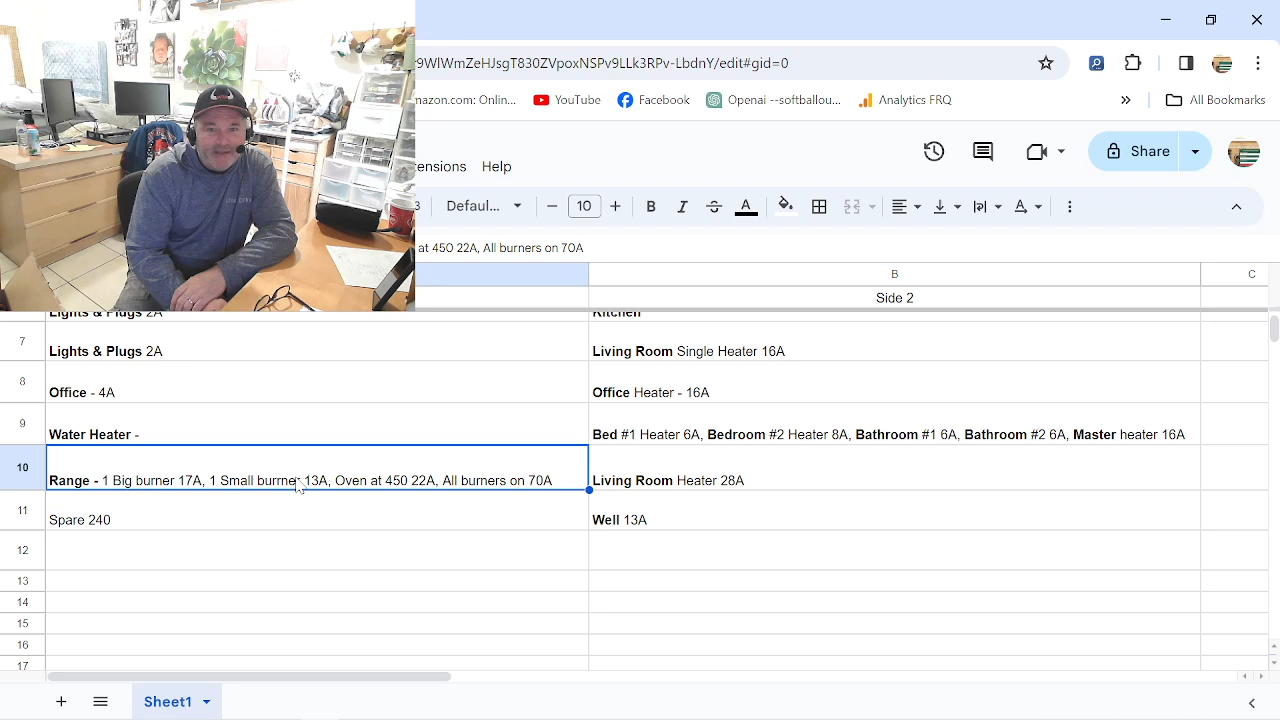 r9WlWmZeHJsgT830ZVpoxNSPv9LLk3RPv-LbdnY/edit#gid=0
nazon.com: Onlin...
YouTube
Facebook
Openai --softballou...
Analytics FRQ
»
All Bookmarks
ensions
Help
Share
Defaul...
10
B
I
A
at 450 22A, All burners on 70A
B
C
Side 2
Lights & Plugs 2A
Kitchen
7
Lights & Plugs 2A
Living Room Single Heater 16A
8
Office - 4A
Office Heater - 16A
9
Water Heater -
Bed #1 Heater 6A, Bedroom #2 Heater 8A, Bathroom #1 6A, Bathroom #2 6A, Master heater 16A
10
Range - 1 Big burner 17A, 1 Small burrner 13A, Oven at 450 22A, All burners on 70A
Living Room Heater 28A
11
Spare 240
Well 13A
12
13
14
15
16
17
Sheet1